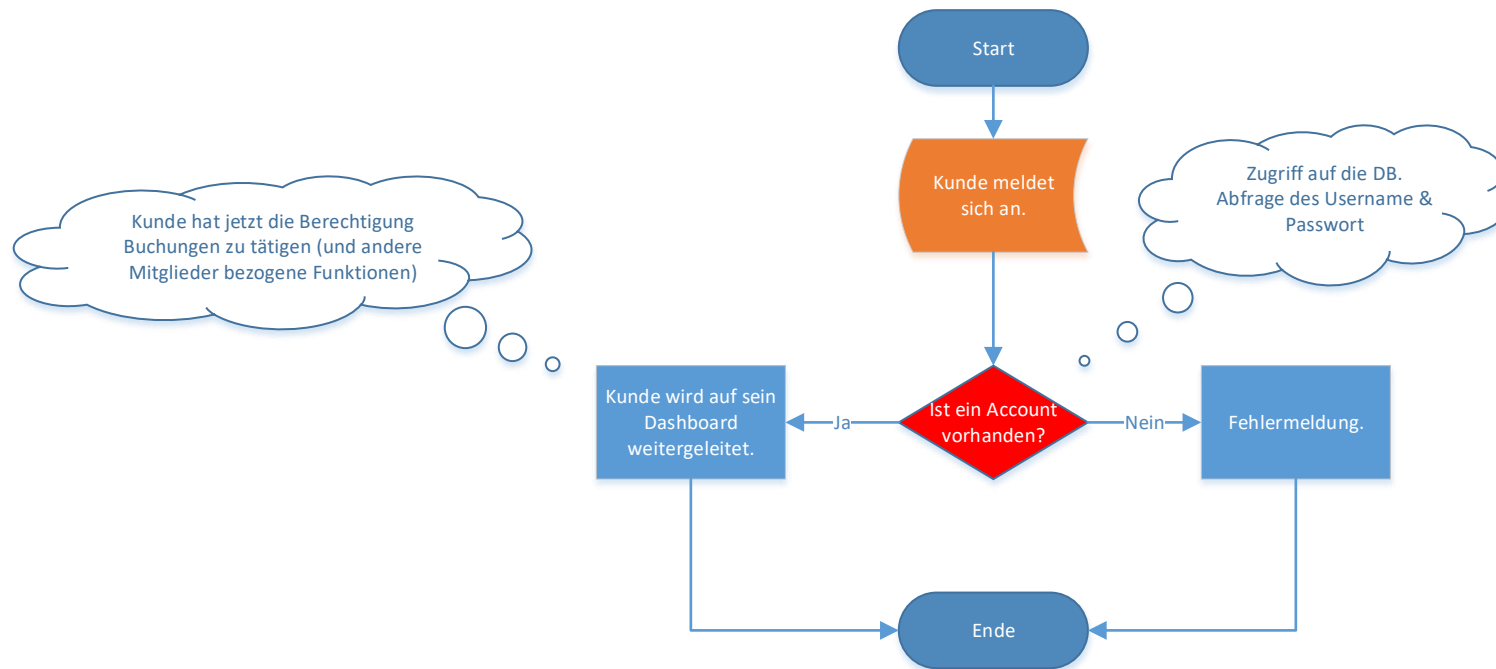 Start
Kunde meldet
sich an.
Zugriff auf die DB.
Abfrage des Username &
Passwort
Kunde hat jetzt die Berechtigung
Buchungen zu tätigen (und andere
Mitglieder bezogene Funktionen)
Kunde wird auf sein
Dashboard
weitergeleitet.
Ja
Ist ein Account
vorhanden?
Nein
Fehlermeldung.
Ende